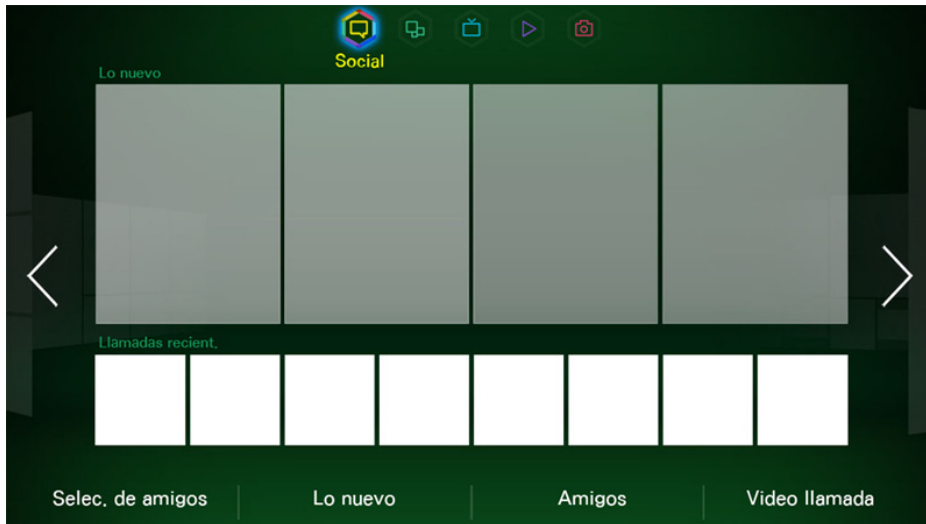 Social
Lo nuevo
Llamadas recient.
Selec. de amigos
Lo nuevo
Amigos
Video llamada